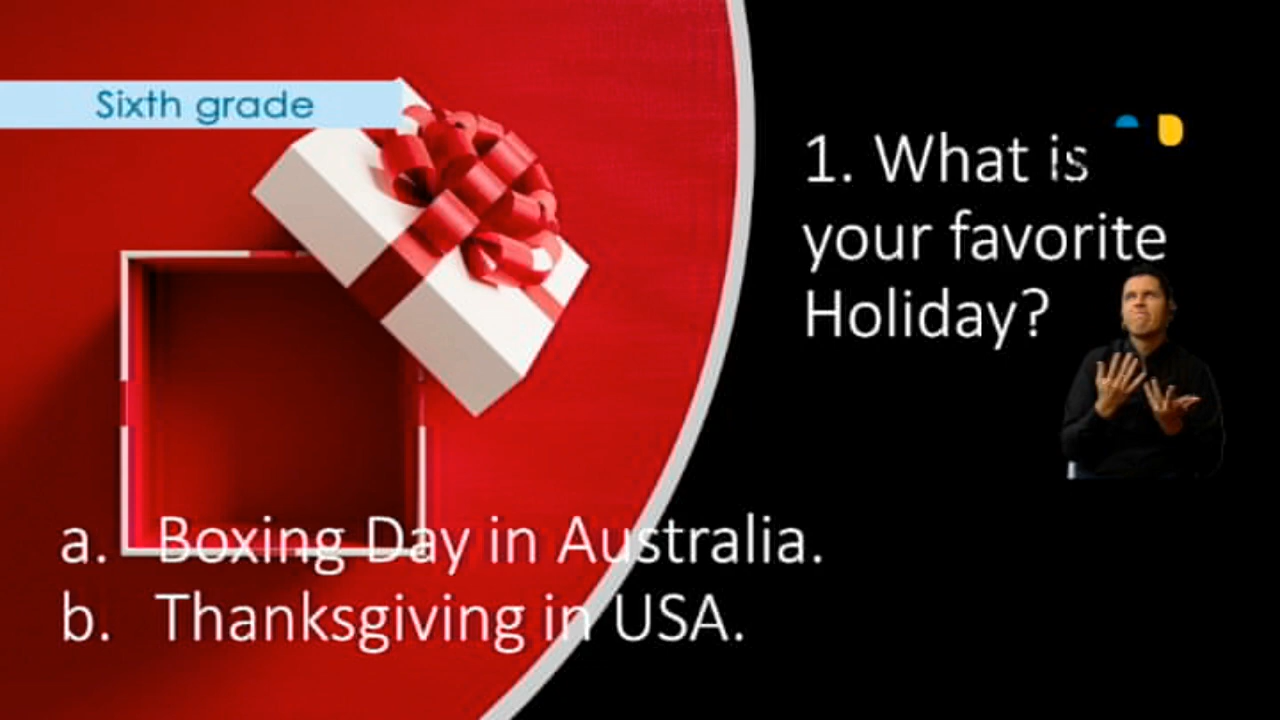 Sixth grade
1. What is
your favorite
Holiday?
a. Boxing Day in Australia.
b. Thanksgiving in USA.